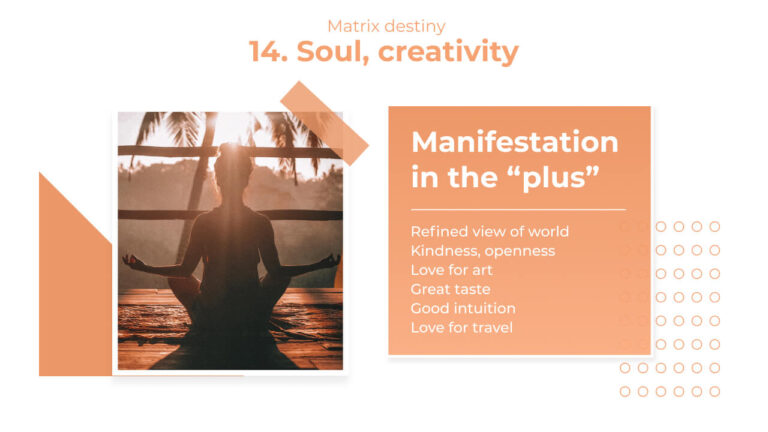 Matrix destiny
14. Soul, creativity
Manifestation
in the “plus”
Refined view of world
Kindness, openness
Love for art
Great taste
Good intuition
Love for travel